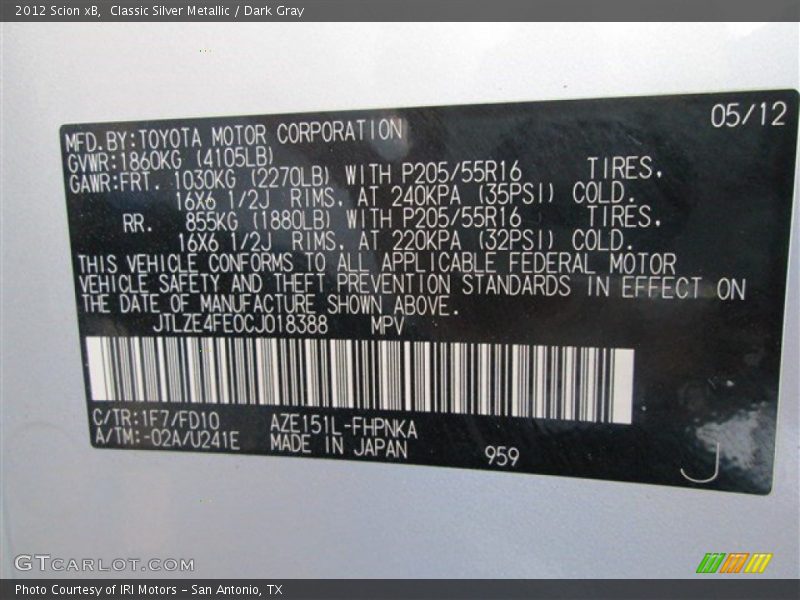 2012 Scion xB,  Classic Silver Metallic / Dark Gray
05/12
MFD.BY:TOYOTA MOTOR CORPORATION
GVWR:1860KG (4105LB)
GAWR:FRT. 1030KG (2270LB) WITH P205/55R16 TIRES.
16X6 1/2J RIMS. AT 240KPA (35PSI) COLD.
RR. 855KG (1880LB) WITH P205/55R16 TIRES.
16X6 1/2J RIMS. AT 220KPA (32PSI) COLD.
THIS VEHICLE CONFORMS TO ALL APPLICABLE FEDERAL MOTOR
VEHICLE SAFETY AND THEFT PREVENTION STANDARDS IN EFFECT ON
THE DATE OF MANUFACTURE SHOWN ABOVE.
JTLZE4FE0CJ018388 MPV
C/TR:1F7/FD10 AZE151L-FHPNKA
A/TM:-02A/U241E MADE IN JAPAN 959 J
GTCARLOT.COM
Photo Courtesy of IRI Motors - San Antonio, TX